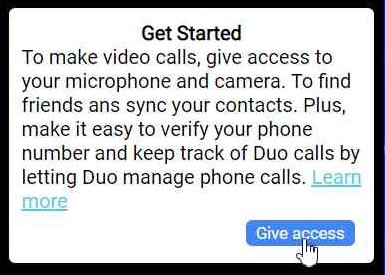 Get Started
To make video calls, give access to
your microphone and camera. To find
friends ans sync your contacts. Plus,
make it easy to verify your phone
number and keep track of Duo calls by
letting Duo manage phone calls. Learn
more
Give access